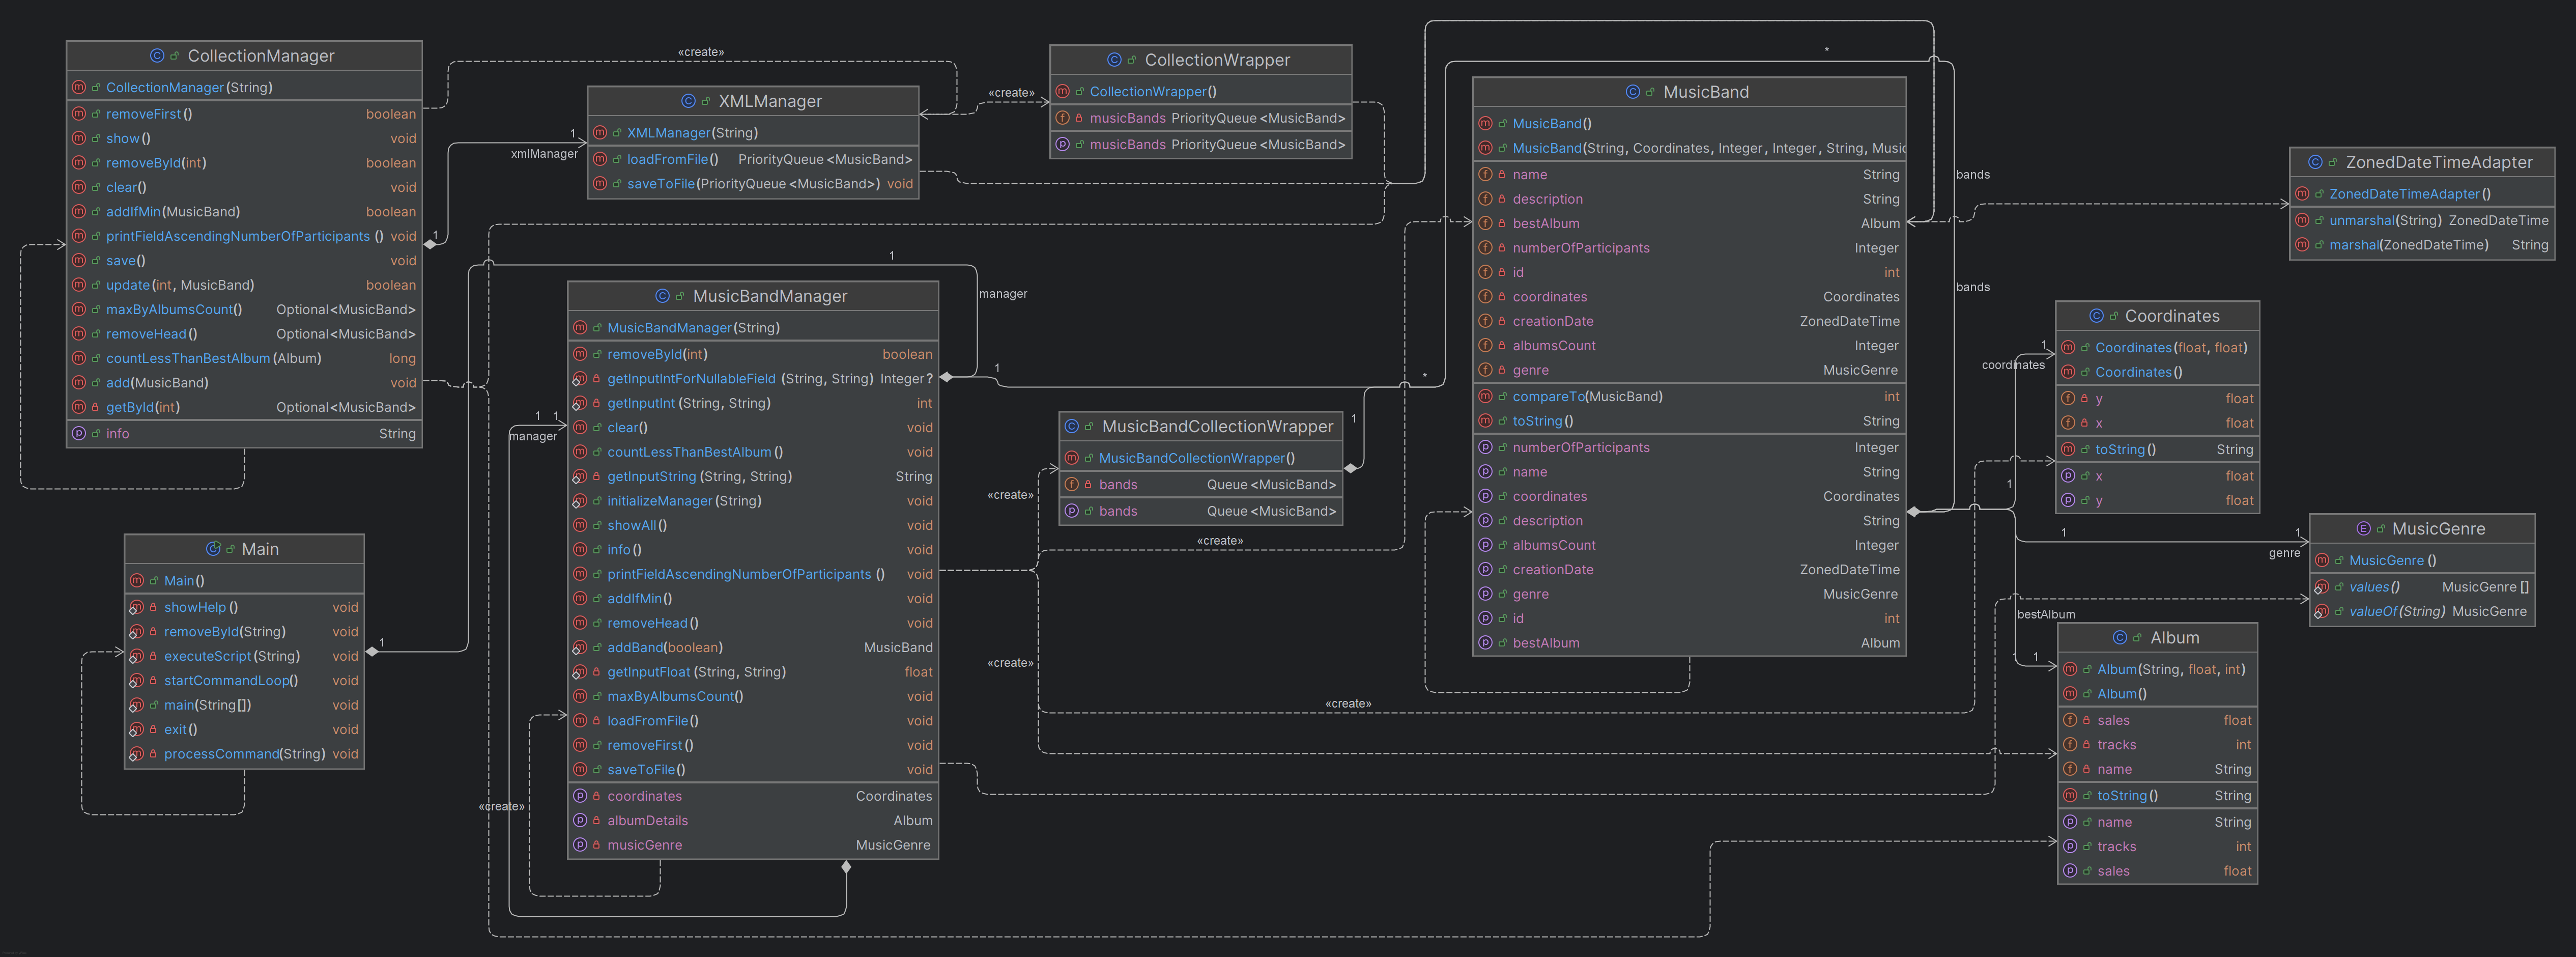 CollectionManager
CollectionManager(String)
removeFirst() boolean
show() void
removeById(int) boolean
clear() void
addIfMin(MusicBand) boolean
printFieldAscendingNumberOfParticipants () void
save() void
update(int, MusicBand) boolean
maxByAlbumsCount() Optional<MusicBand>
removeHead() Optional<MusicBand>
countLessThanBestAlbum (Album) long
add(MusicBand) void
getById(int) Optional<MusicBand>
info String
«create»
1
1
xmlManager
XMLManager
XMLManager(String)
loadFromFile() PriorityQueue <MusicBand>
saveToFile(PriorityQueue <MusicBand>) void
«create»
CollectionWrapper
CollectionWrapper()
musicBands PriorityQueue <MusicBand>
musicBands PriorityQueue <MusicBand>
Main
Main()
showHelp () void
removeById(String) void
executeScript(String) void
startCommandLoop() void
main(String[]) void
exit() void
processCommand(String) void
1
1
manager
1 1
manager
MusicBandManager
MusicBandManager(String)
removeById(int) boolean
getInputIntForNullableField (String, String) Integer?
getInputInt (String, String) int
clear() void
countLessThanBestAlbum () void
getInputString (String, String) String
initializeManager (String) void
showAll() void
info () void
printFieldAscendingNumberOfParticipants () void
addIfMin() void
removeHead() void
addBand(boolean) MusicBand
getInputFloat (String, String) float
maxByAlbumsCount() void
loadFromFile() void
removeFirst() void
saveToFile() void
coordinates Coordinates
albumDetails Album
musicGenre MusicGenre
«create»
1
*
MusicBandCollectionWrapper
MusicBandCollectionWrapper()
bands Queue <MusicBand>
bands Queue <MusicBand>
1
«create»
«create»
«create»
«create»
*
MusicBand
MusicBand()
MusicBand(String, Coordinates, Integer, Integer, String, Music
name String
description String
bestAlbum Album
numberOfParticipants Integer
id int
coordinates Coordinates
creationDate ZonedDateTime
albumsCount Integer
genre MusicGenre
compareTo(MusicBand) int
toString() String
numberOfParticipants Integer
name String
coordinates Coordinates
description String
albumsCount Integer
creationDate ZonedDateTime
genre MusicGenre
id int
bestAlbum Album
bands
bands
ZonedDateTimeAdapter
ZonedDateTimeAdapter()
unmarshal(String) ZonedDateTime
marshal(ZonedDateTime) String
1
coordinates
1
Coordinates
Coordinates(float, float)
Coordinates()
y float
x float
toString() String
x float
y float
1
1
genre
MusicGenre
MusicGenre ()
values() MusicGenre []
valueOf(String) MusicGenre
bestAlbum
1
1
Album
Album(String, float, int)
Album()
sales float
tracks int
name String
toString() String
name String
tracks int
sales float